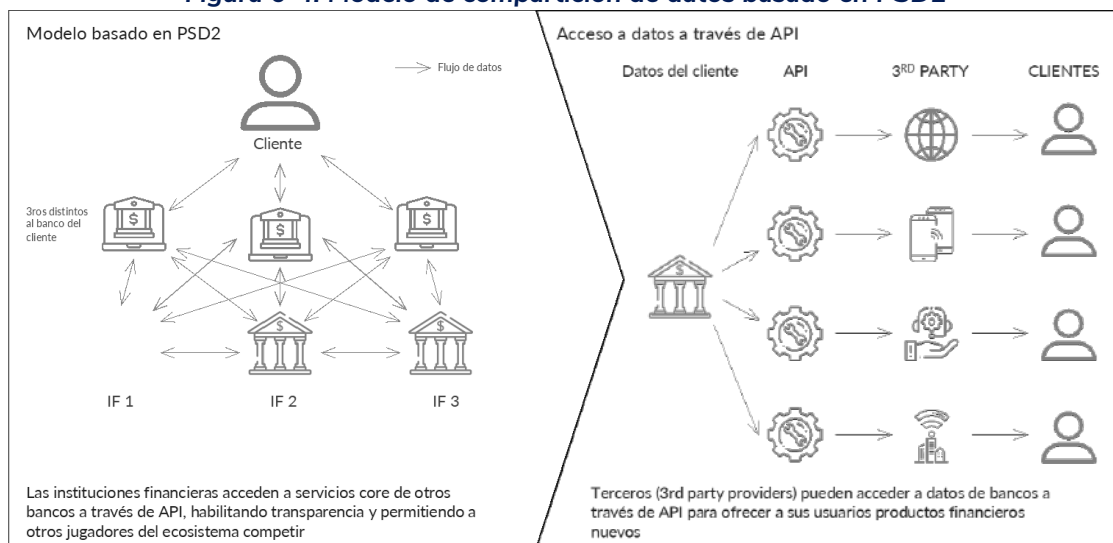 Modelo basado en PSD2
Flujo de datos
Cliente
3ros distintos
al banco del
cliente
$
$
$
$
$
IF 1
IF 2
IF 3
Las instituciones financieras acceden a servicios core de otros
bancos a través de API, habilitando transparencia y permitiendo a
otros jugadores del ecosistema competir
Acceso a datos a través de API
Datos del cliente
API
3RD PARTY
CLIENTES
$
Terceros (3rd party providers) pueden acceder a datos de bancos a
través de API para ofrecer a sus usuarios productos financieros
nuevos